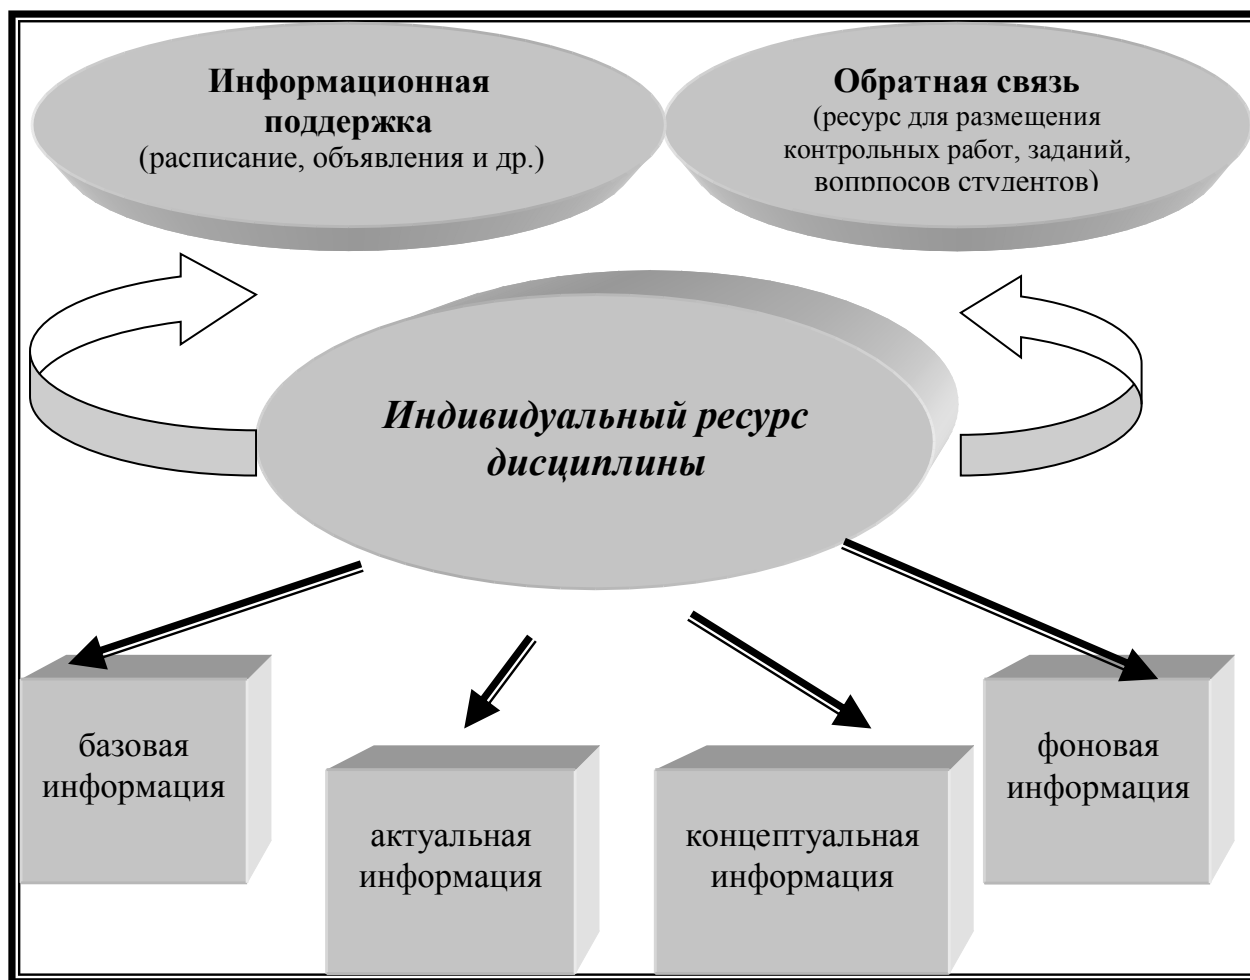 Информационная
поддержка
(расписание, объявления и др.)
Обратная связь
(ресурс для размещения
контрольных работ, заданий,
вопрпосов студентов)
Индивидуальный ресурс
дисциплины
базовая
информация
актуальная
информация
концептуальная
информация
фоновая
информация